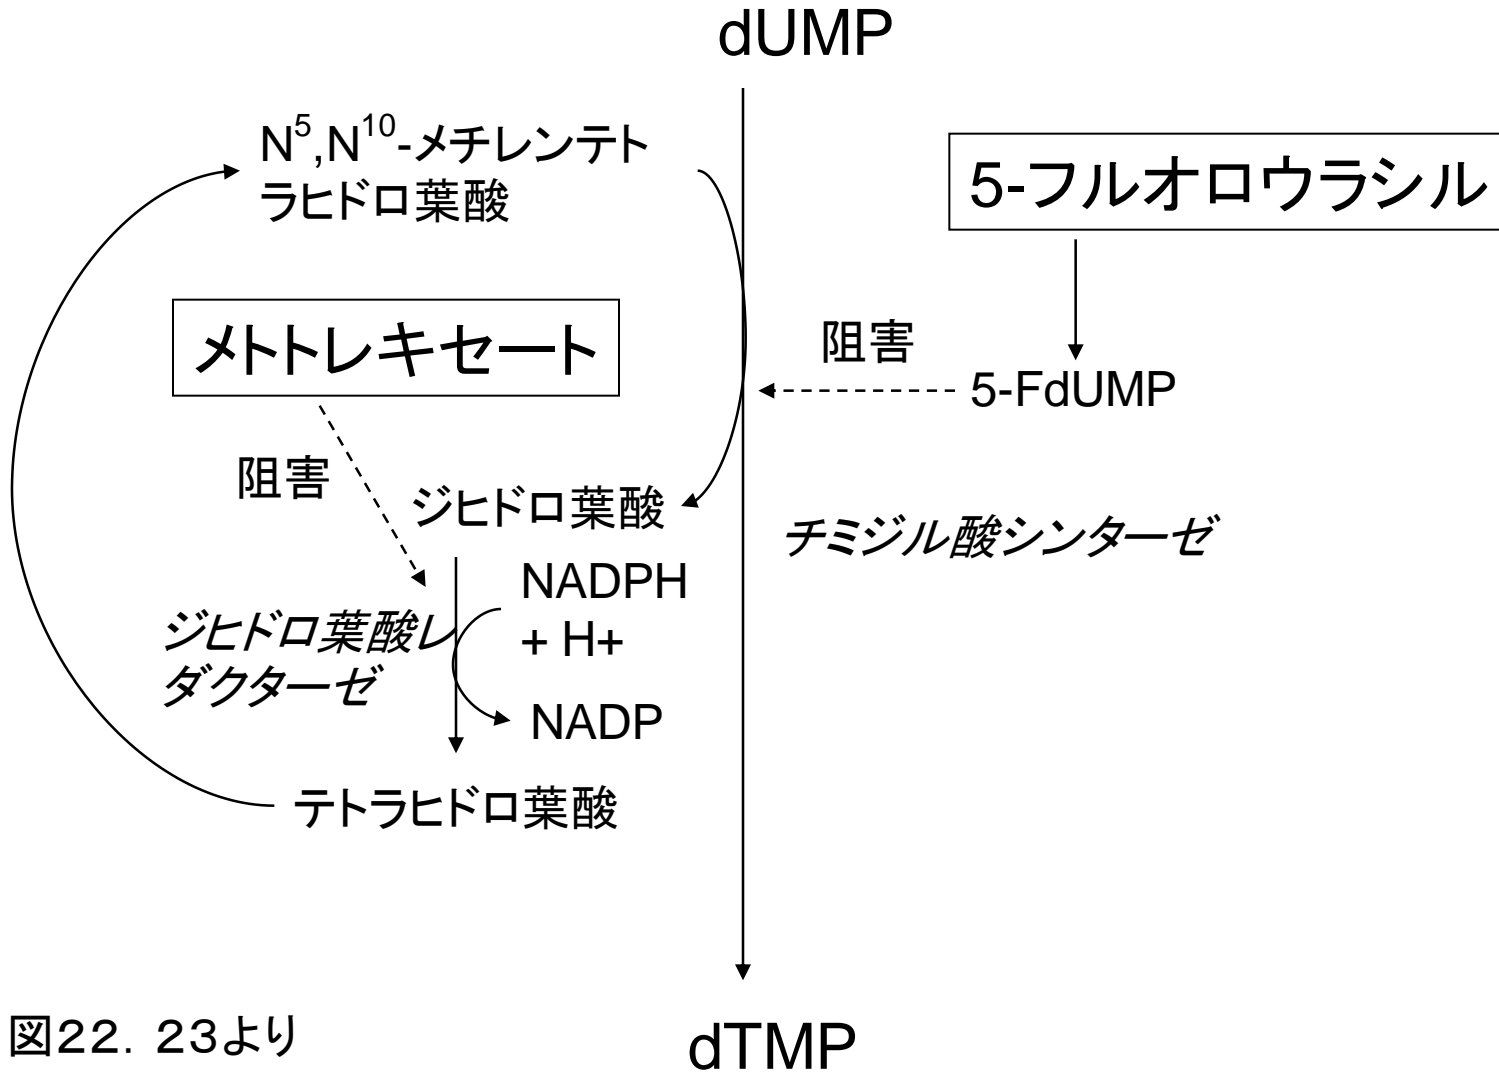 dUMP
N5,N10-メチレンテト
ラヒドロ葉酸
5-フルオロウラシル
メトトレキセート
阻害
5-FdUMP
阻害
ジヒドロ葉酸
チミジル酸シンターゼ
NADPH
+ H+
ジヒドロ葉酸レ
ダクターゼ
NADP
テトラヒドロ葉酸
図22．23より
dTMP